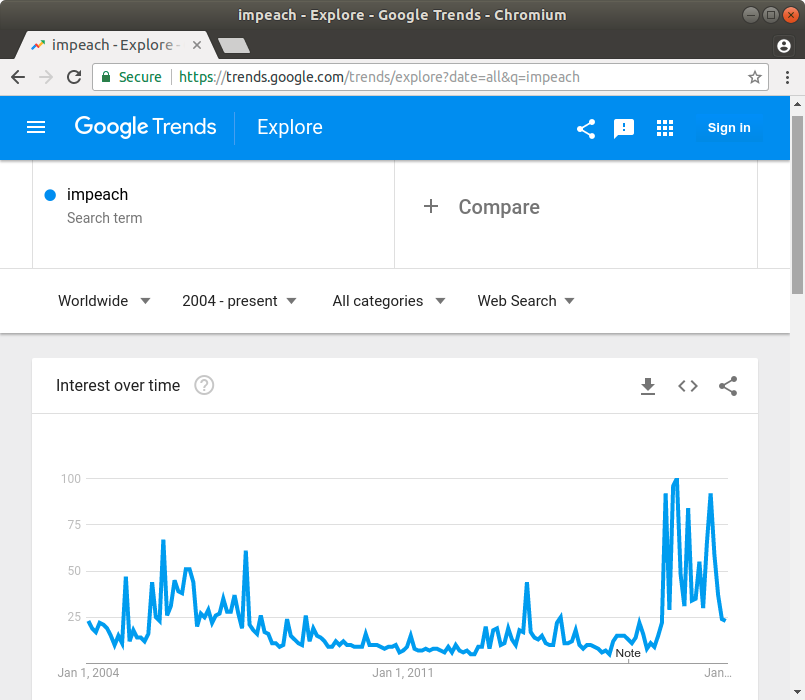 impeach - Explore - Google Trends - Chromium
impeach - Explore -
Secure https://trends.google.com/trends/explore?date=all&q=impeach
Google Trends Explore Sign in
impeach
Search term
+ Compare
Worldwide 2004 - present All categories Web Search
Interest over time ?
100
75
50
25
Note
Jan 1, 2004 Jan 1, 2011 Jan...